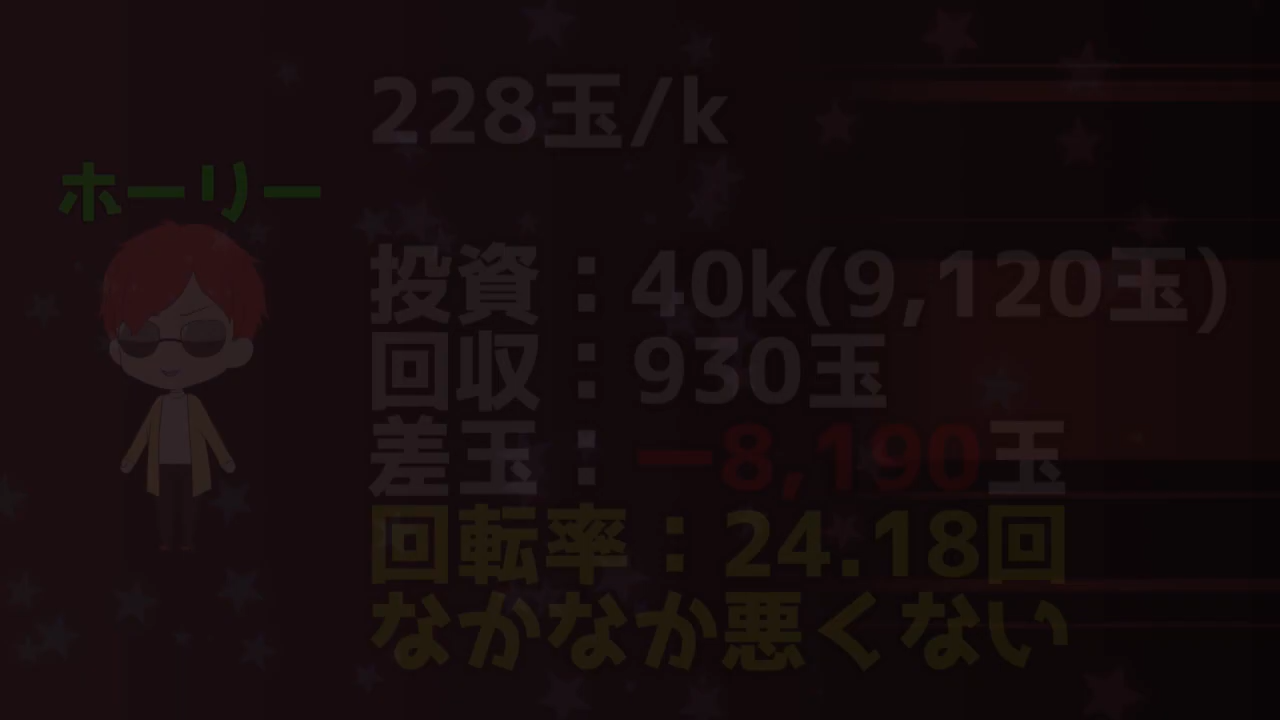 228玉/k
ホーリー
投資：40k(9,120玉)
回収：930玉
差玉：ー8,190玉
回転率：24.18回
なかなか悪くない